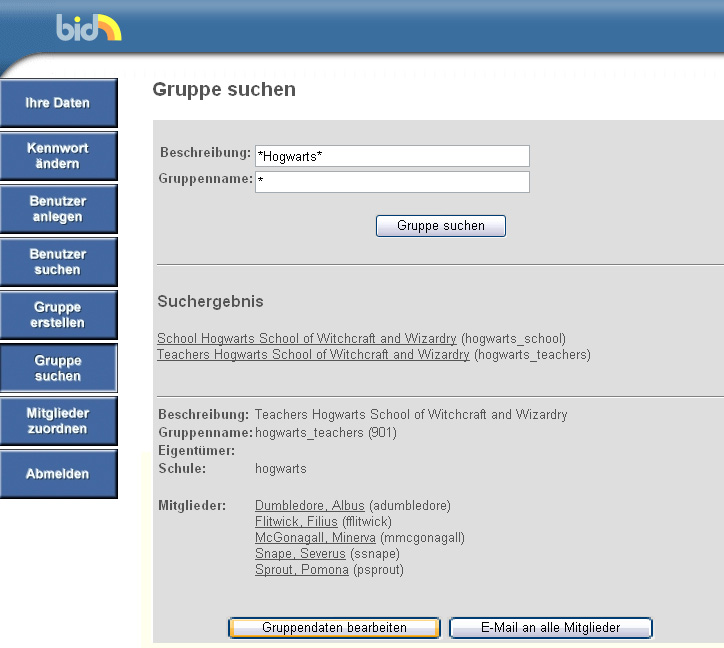 bid
Ihre Daten
Kennwort
ändern
Benutzer
anlegen
Benutzer
suchen
Gruppe
erstellen
Gruppe
suchen
Mitglieder
zuordnen
Abmelden
Gruppe suchen
Beschreibung: *Hogwarts*
Gruppenname: *
Gruppe suchen
Suchergebnis
School Hogwarts School of Witchcraft and Wizardry (hogwarts_school)
Teachers Hogwarts School of Witchcraft and Wizardry (hogwarts_teachers)
Beschreibung: Teachers Hogwarts School of Witchcraft and Wizardry
Gruppenname: hogwarts_teachers (901)
Eigentümer:
Schule: hogwarts
Mitglieder: Dumbledore, Albus (adumbledore)
Flitwick, Filius (fflitwick)
McGonagall, Minerva (mmcgonagall)
Snape, Severus (ssnape)
Sprout, Pomona (psprout)
Gruppendaten bearbeiten E-Mail an alle Mitglieder